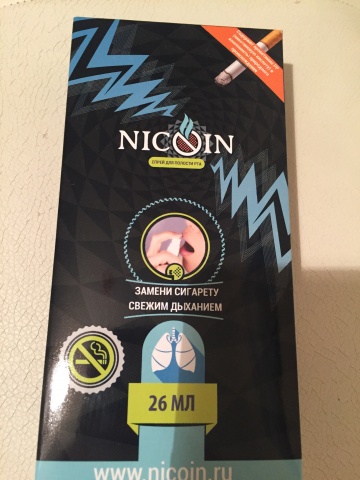 NICOIN
СПРЕЙ ДЛЯ ПОЛОСТИ РТА
ЗАМЕНИ СИГАРЕТУ
СВЕЖИМ ДЫХАНИЕМ
26 МЛ
www.nicoin.ru